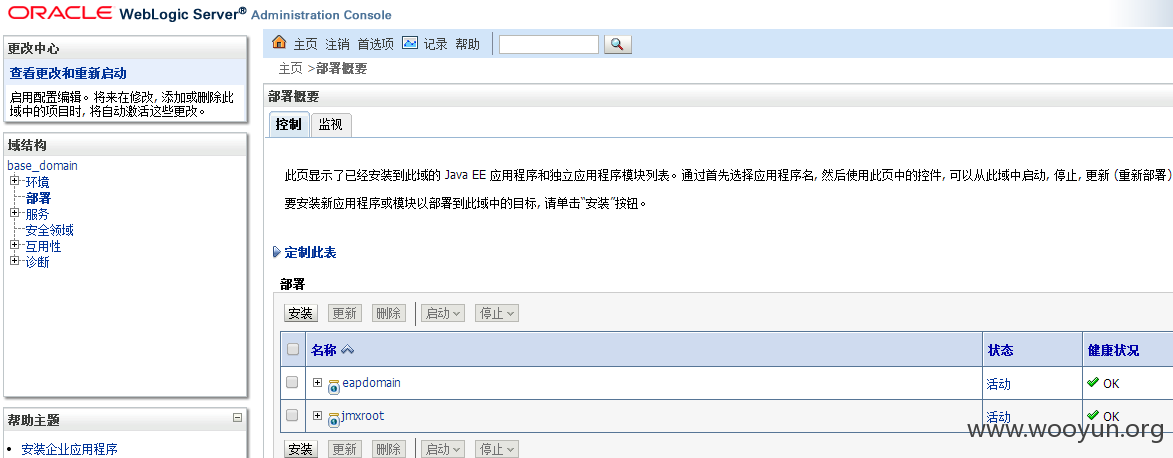 ORACLE WebLogic Server® Administration Console
更改中心
查看更改和重新启动
启用配置编辑。将来在修改, 添加或删除此
域中的项目时, 将自动激活这些更改。
域结构
base_domain
环境
部署
服务
安全领域
互用性
诊断
帮助主题
安装企业应用程序
主页 注销 首选项 记录 帮助
主页 >部署概要
部署概要
控制 监视
此页显示了已经安装到此域的 Java EE 应用程序和独立应用程序模块列表。通过首先选择应用程序名, 然后使用此页中的控件, 可以从此域中启动, 停止, 更新 (重新部署)
要安装新应用程序或模块以部署到此域中的目标, 请单击“安装”按钮。
定制此表
部署
安装 更新 删除 启动 停止
名称 状态 健康状况
eapdomain 活动 OK
jmxroot 活动 OK
安装 更新 删除 启动 停止
www.wooyun.org